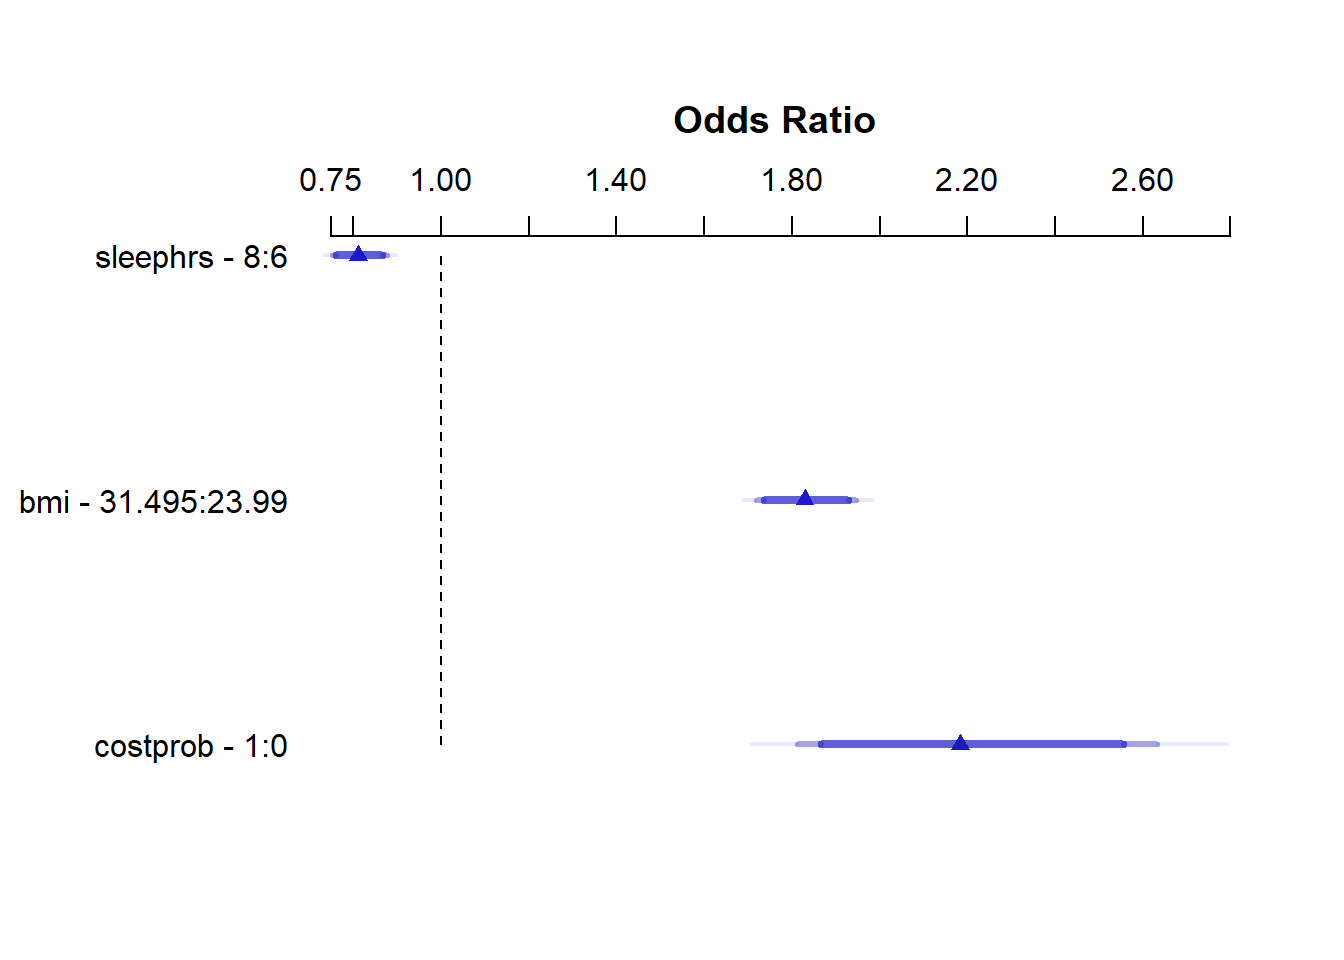 Odds Ratio
0.75 1.00 1.40 1.80 2.20 2.60
sleephrs - 8:6
bmi - 31.495:23.99
costprob - 1:0